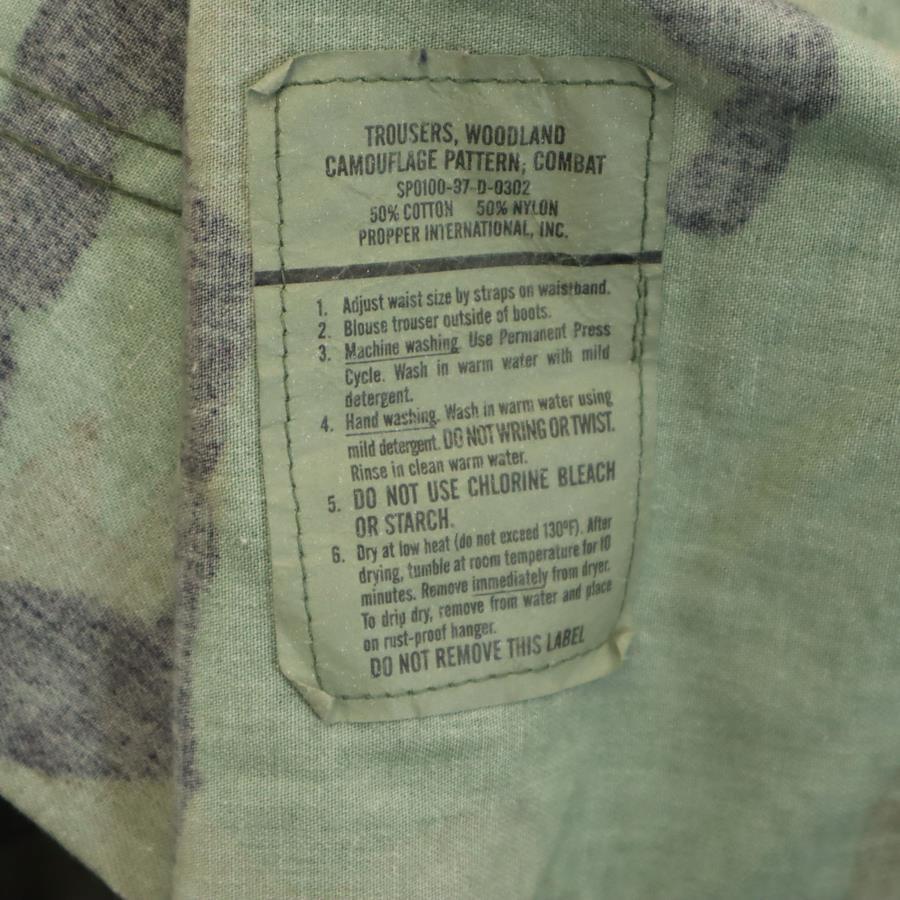 TROUSERS, WOODLAND
CAMOUFLAGE PATTERN; COMBAT
SP0100-97-D-0302
50% COTTON 50% NYLON
PROPPER INTERNATIONAL, INC.
1. Adjust waist size by straps on waistband.
2. Blouse trouser outside of boots.
3. Machine washing. Use Permanent Press
Cycle. Wash in warm water with mild
detergent.
4. Hand washing. Wash in warm water using
mild detergent. DO NOT WRING OR TWIST.
Rinse in clean warm water.
5. DO NOT USE CHLORINE BLEACH
OR STARCH.
6. Dry at low heat (do not exceed 130°F). After
drying, tumble at room temperature for 10
minutes. Remove immediately from dryer.
To drip dry, remove from water and place
on rust-proof hanger.
DO NOT REMOVE THIS LABEL